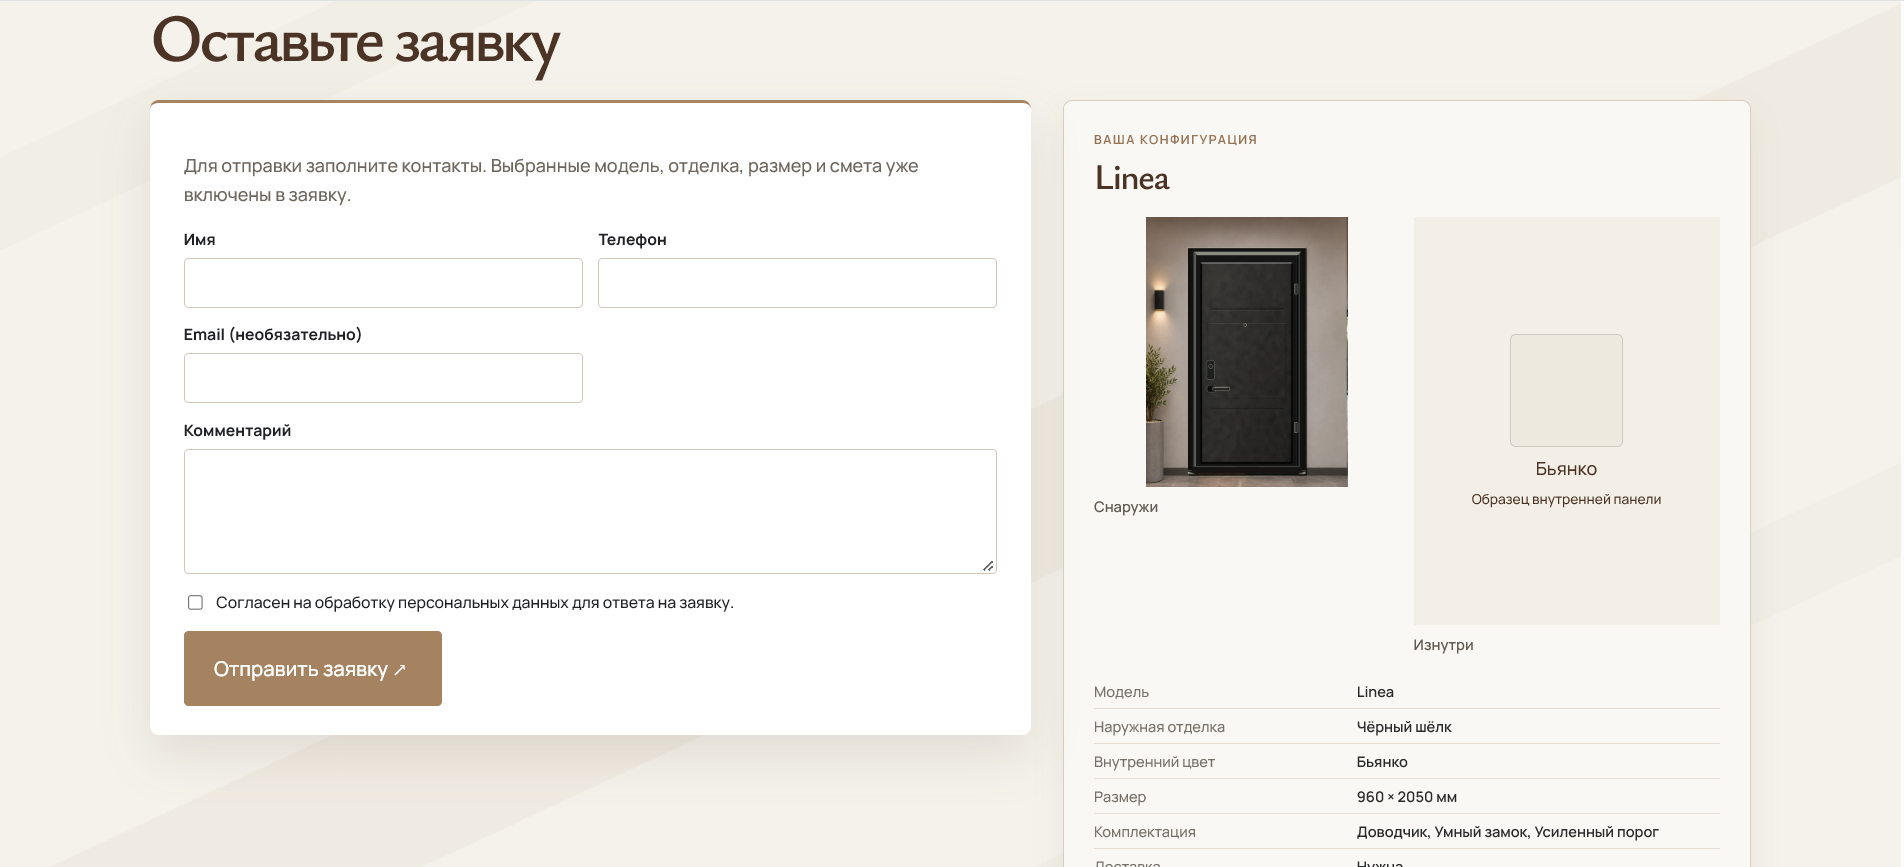 Оставьте заявку
Для отправки заполните контакты. Выбранные модель, отделка, размер и смета уже
включены в заявку.
Имя
Телефон
Email (необязательно)
Комментарий
Согласен на обработку персональных данных для ответа на заявку.
Отправить заявку ↗
ВАША КОНФИГУРАЦИЯ
Linea
Снаружи
Бьянко
Образец внутренней панели
Изнутри
Модель Linea
Наружная отделка Чёрный шёлк
Внутренний цвет Бьянко
Размер 960 × 2050 мм
Комплектация Доводчик, Умный замок, Усиленный порог
Доставка Нужна